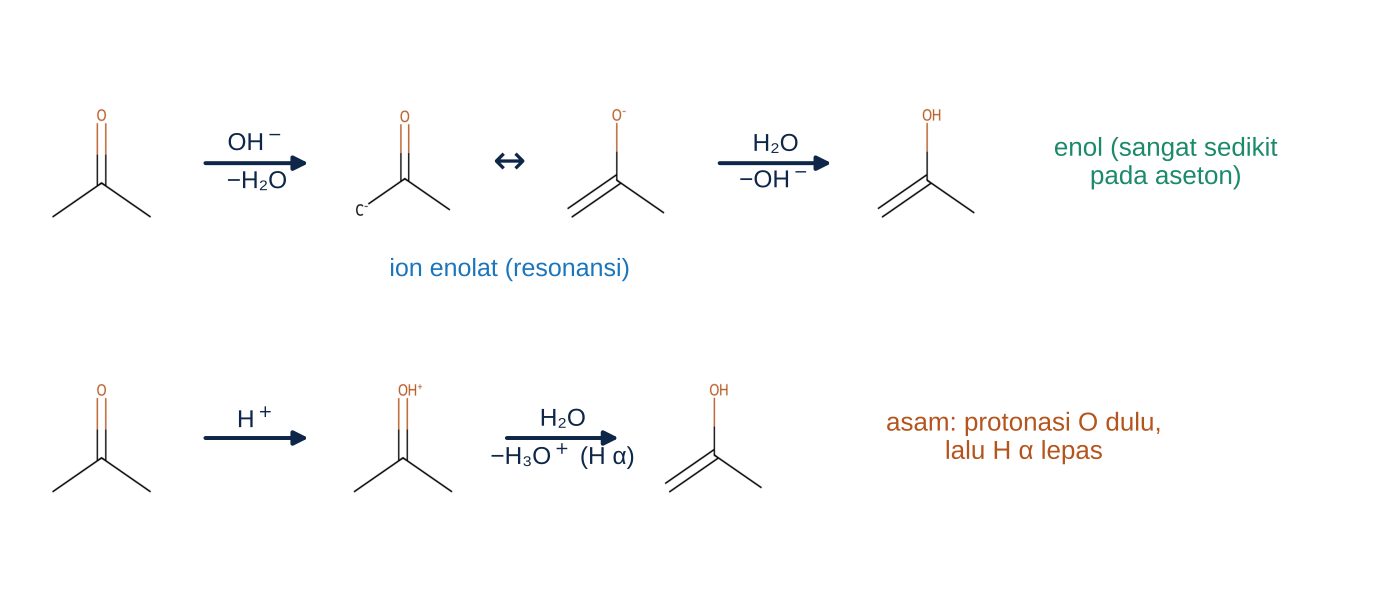 O
OH⁻
−H₂O
O
C⁻
↔
O⁻
H₂O
−OH⁻
OH
enol (sangat sedikit
pada aseton)
ion enolat (resonansi)
O
H⁺
OH⁺
H₂O
−H₃O⁺ (H α)
OH
asam: protonasi O dulu,
lalu H α lepas